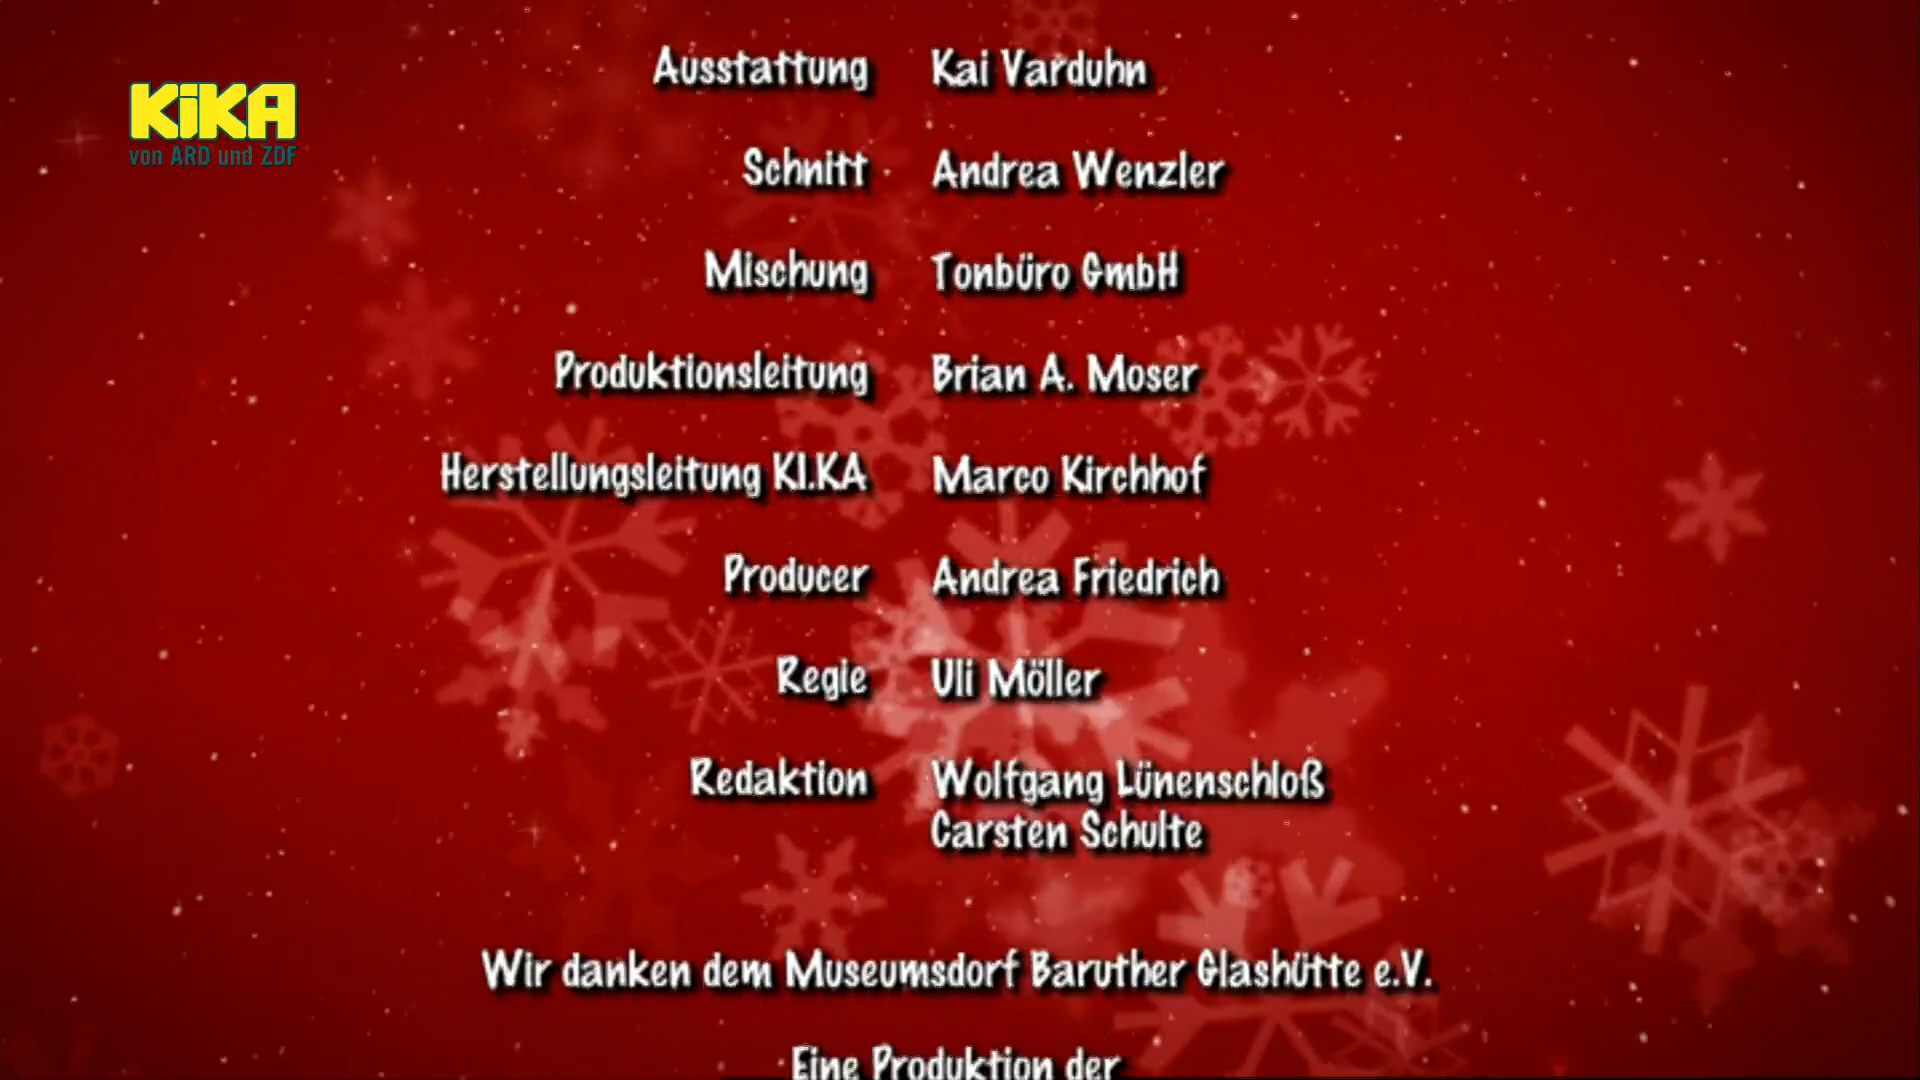 KiKA
von ARD und ZDF
Ausstattung Kai Varduhn
Schnitt Andrea Wenzler
Mischung Tonbüro GmbH
Produktionsleitung Brian A. Moser
Herstellungsleitung KI.KA Marco Kirchhof
Producer Andrea Friedrich
Regie Uli Möller
Redaktion Wolfgang Lünenschloß
Carsten Schulte
Wir danken dem Museumsdorf Baruther Glashütte e.V.
Eine Produktion der